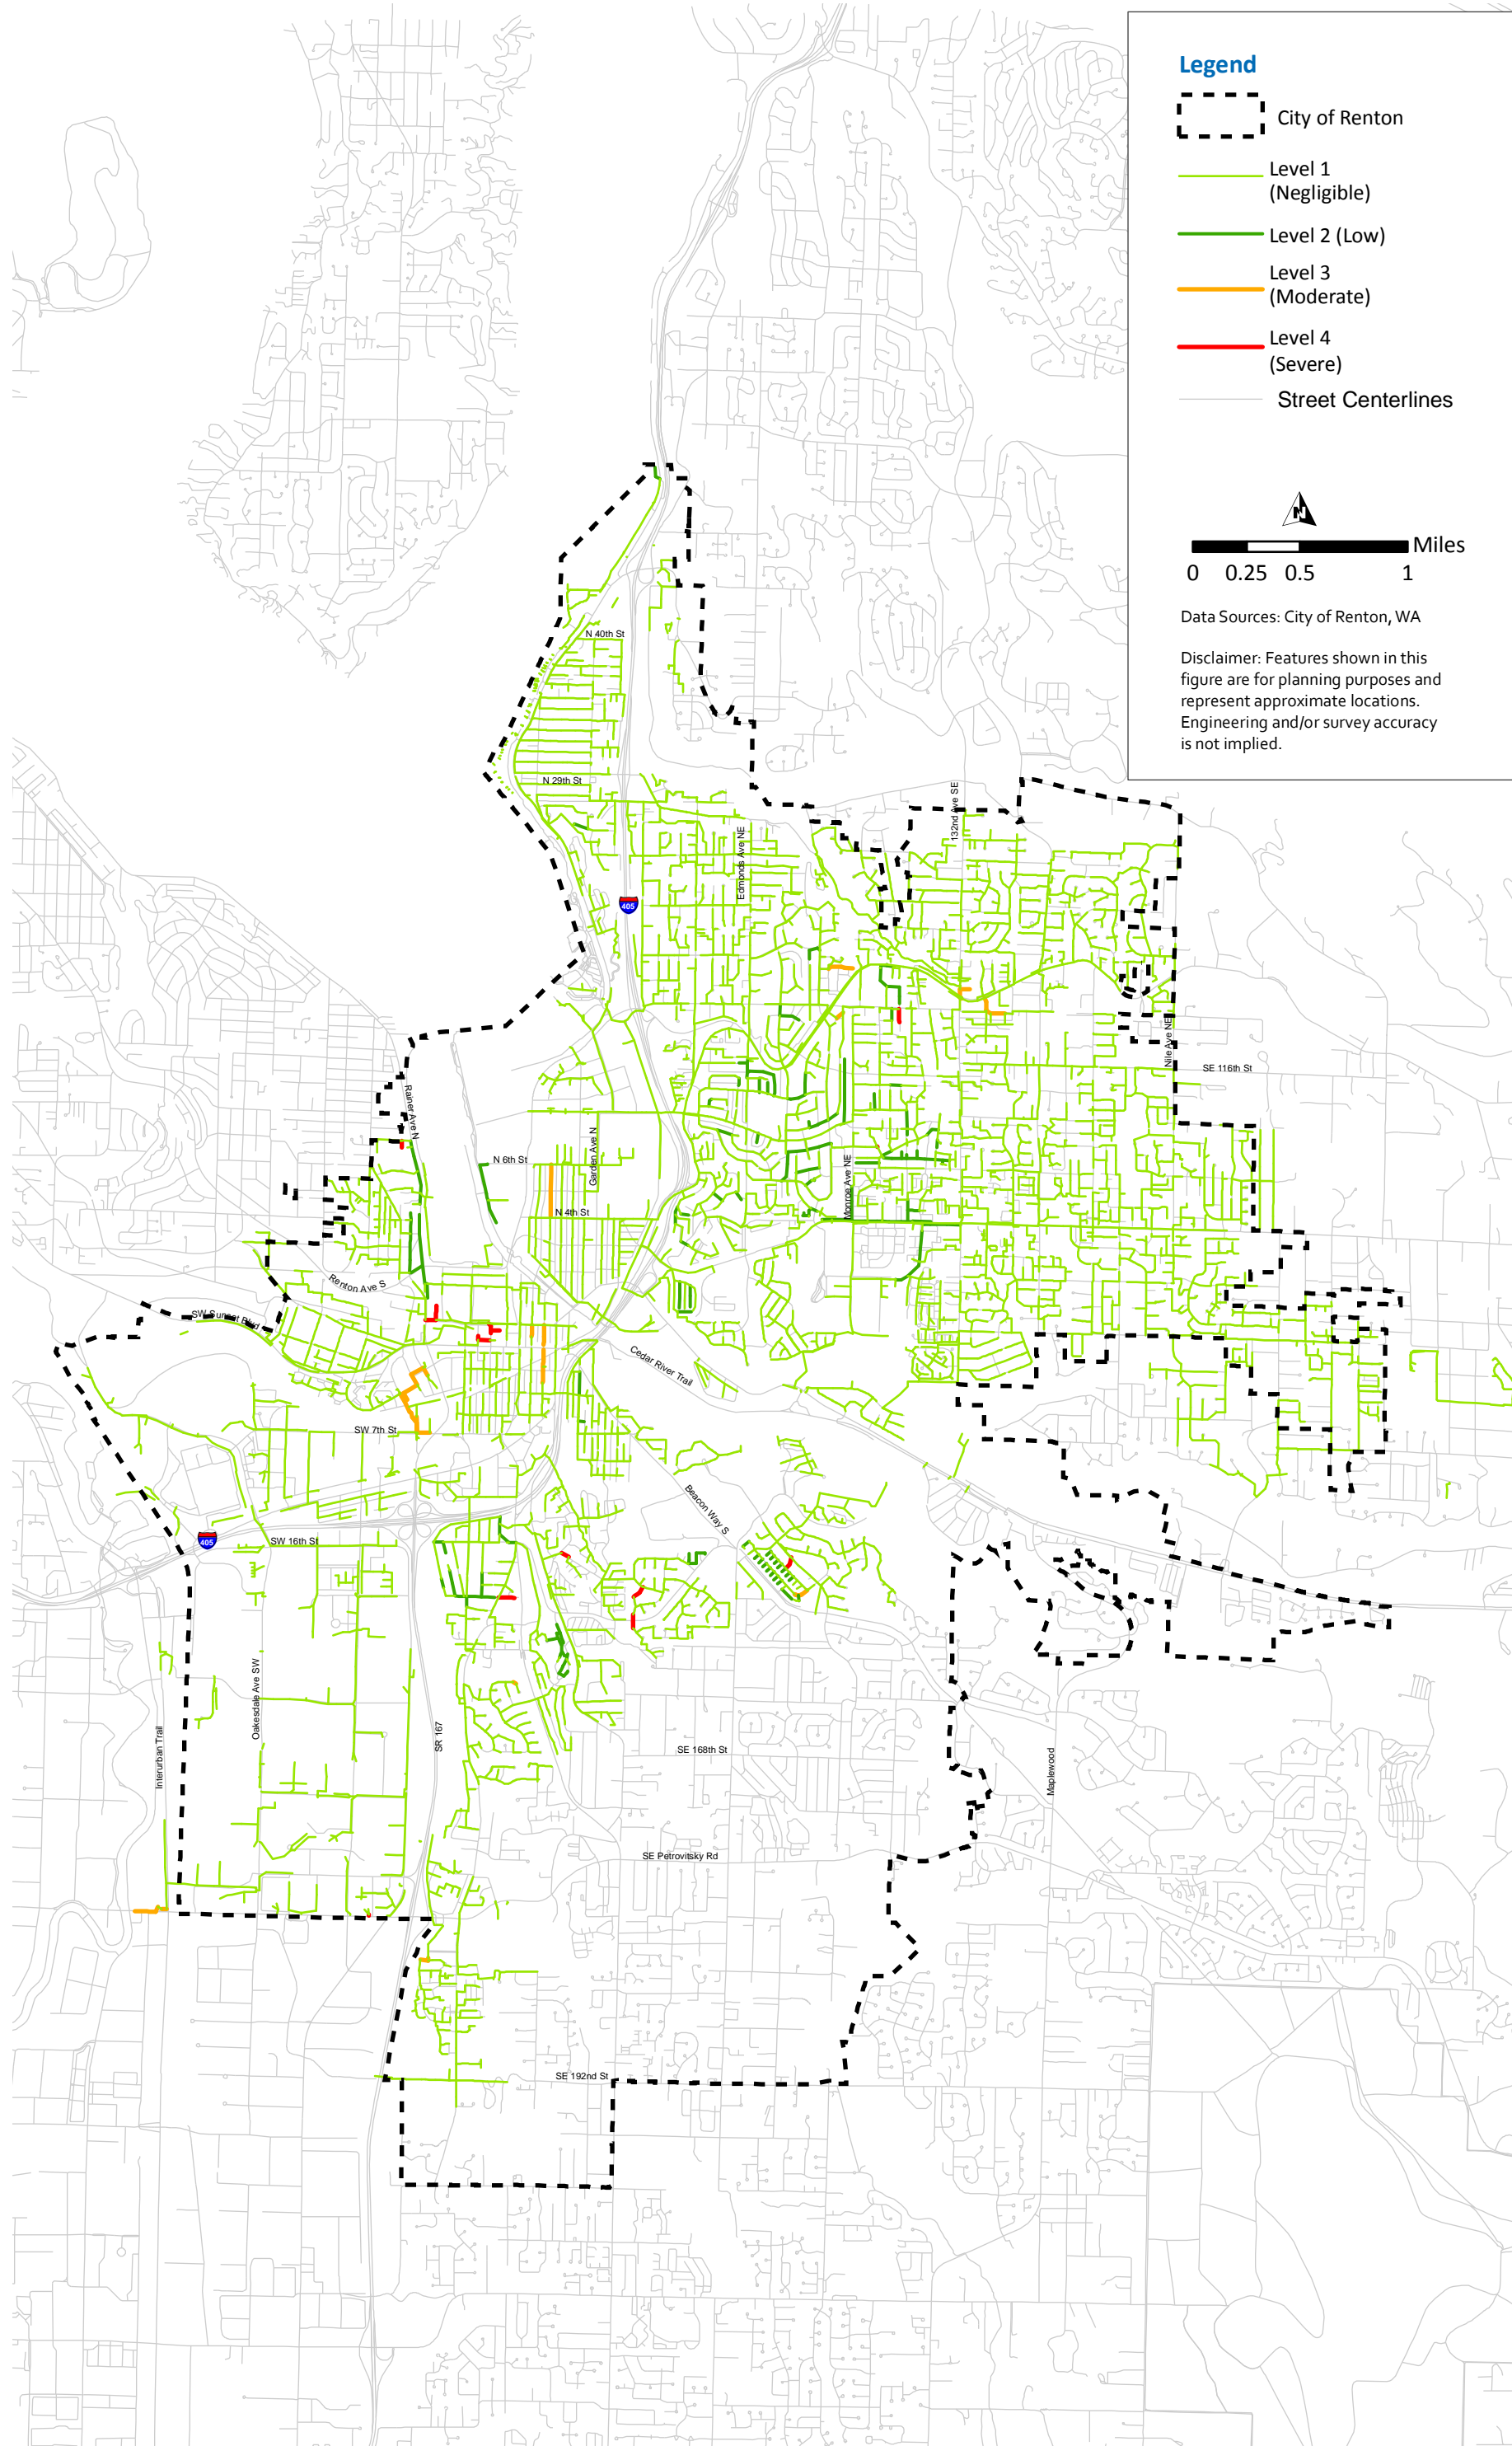 Legend
City of Renton
Level 1
(Negligible)
Level 2 (Low)
Level 3
(Moderate)
Level 4
(Severe)
Street Centerlines
N
Miles
0 0.25 0.5 1
Data Sources: City of Renton, WA
Disclaimer: Features shown in this
figure are for planning purposes and
represent approximate locations.
Engineering and/or survey accuracy
is not implied.
N 40th St
N 29th St
132nd Ave SE
Edmonds Ave NE
405
Nile Ave NE
SE 116th St
Rainer Ave N
Garden Ave N
N 6th St
Monroe Ave NE
N 4th St
Renton Ave S
SW Sunset Blvd
Cedar River Trail
SW 7th St
Beacon Way S
405
SW 16th St
Oakesdale Ave SW
Interurban Trail
SR 167
SE 168th St
Maplewood
SE Petrovitsky Rd
SE 192nd St